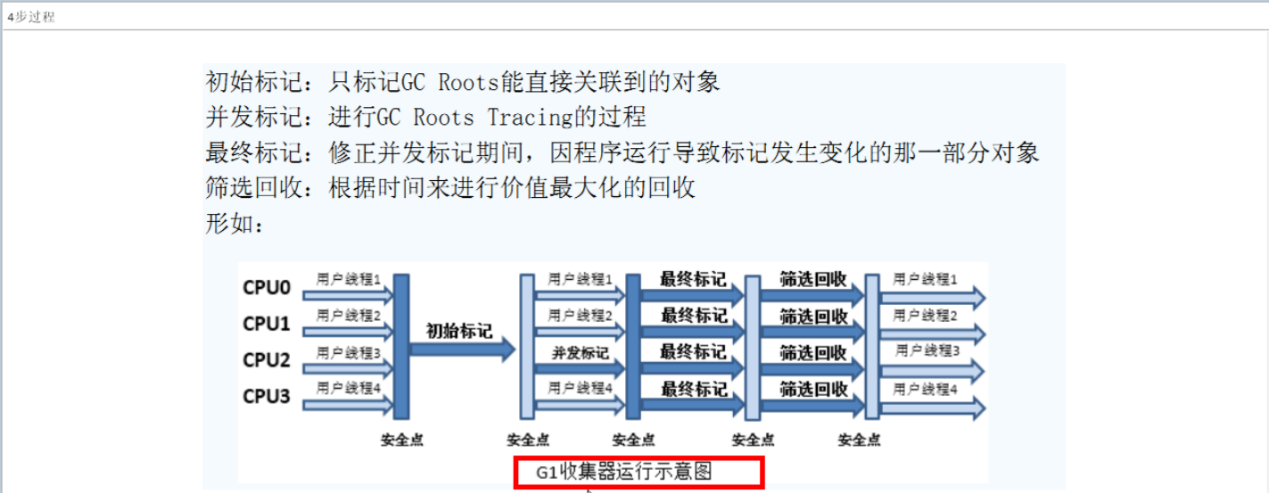 4步过程
初始标记：只标记GC Roots能直接关联到的对象
并发标记：进行GC Roots Tracing的过程
最终标记：修正并发标记期间，因程序运行导致标记发生变化的那一部分对象
筛选回收：根据时间来进行价值最大化的回收
形如：
CPU0 用户线程1 用户线程1 最终标记 筛选回收 用户线程1
CPU1 用户线程2 用户线程2 最终标记 筛选回收 用户线程2
初始标记
CPU2 用户线程3 并发标记 最终标记 筛选回收 用户线程3
CPU3 用户线程4 用户线程4 最终标记 筛选回收 用户线程4
安全点 安全点 安全点 安全点 安全点
G1收集器运行示意图